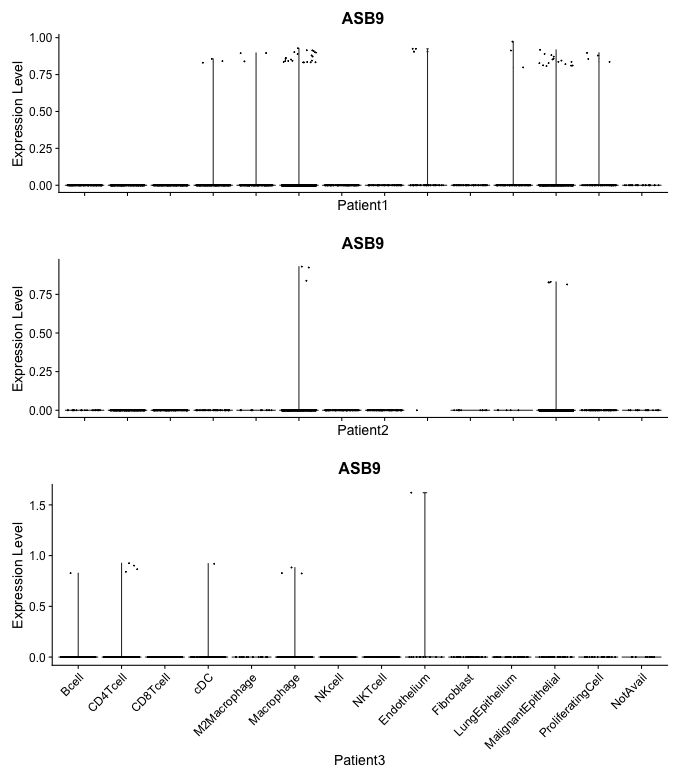 ASB9
Expression Level
1.00
0.75
0.50
0.25
0.00
Patient1
ASB9
Expression Level
0.75
0.50
0.25
0.00
Patient2
ASB9
Expression Level
1.5
1.0
0.5
0.0
Bcell
CD4Tcell
CD8Tcell
cDC
M2Macrophage
Macrophage
NKcell
NKTcell
Endothelium
Fibroblast
LungEpithelium
MalignantEpithelial
ProliferatingCell
NotAvail
Patient3